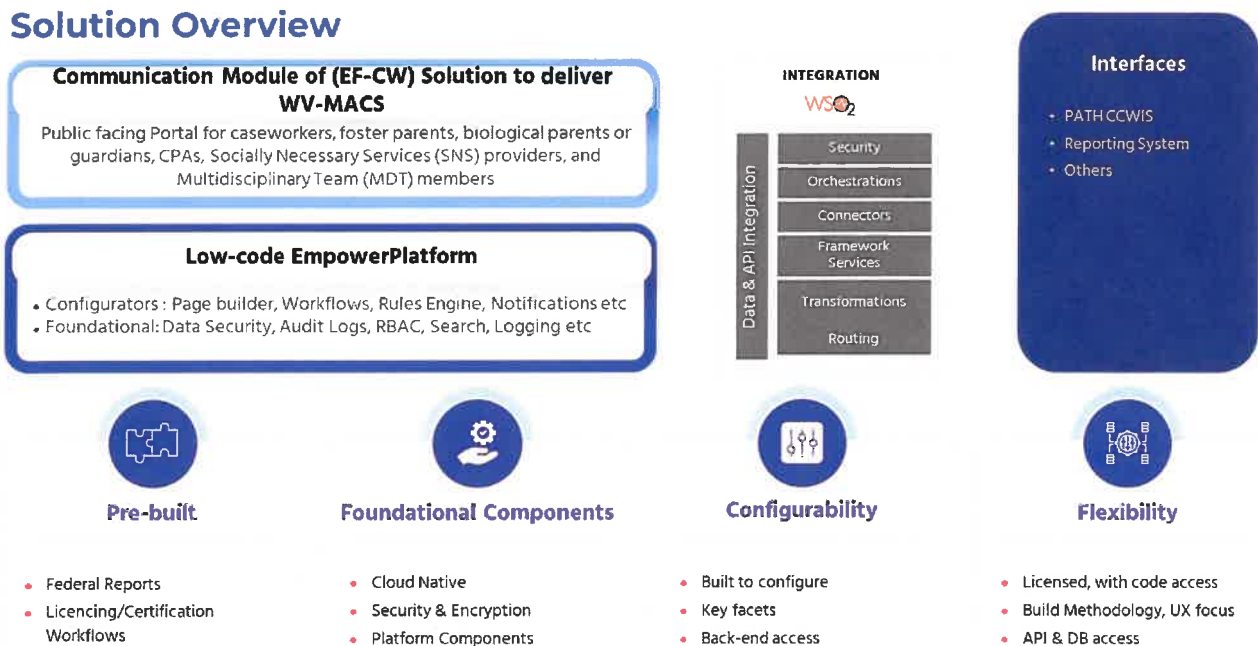 Solution Overview
Communication Module of (EF-CW) Solution to deliver
WV-MACS
Public facing Portal for caseworkers, foster parents, biological parents or
guardians, CPAs, Socially Necessary Services (SNS) providers, and
Multidisciplinary Team (MDT) members
Low-code EmpowerPlatform
• Configurators : Page builder, Workflows, Rules Engine, Notifications etc
• Foundational: Data Security, Audit Logs, RBAC, Search, Logging etc
INTEGRATION
WSO2
Data & API Integration
Security
Orchestrations
Connectors
Framework
Services
Transformations
Routing
Interfaces
• PATH CCWIS
• Reporting System
• Others
Pre-built
• Federal Reports
• Licencing/Certification
Workflows
Foundational Components
• Cloud Native
• Security & Encryption
• Platform Components
Configurability
• Built to configure
• Key facets
• Back-end access
Flexibility
• Licensed, with code access
• Build Methodology, UX focus
• API & DB access